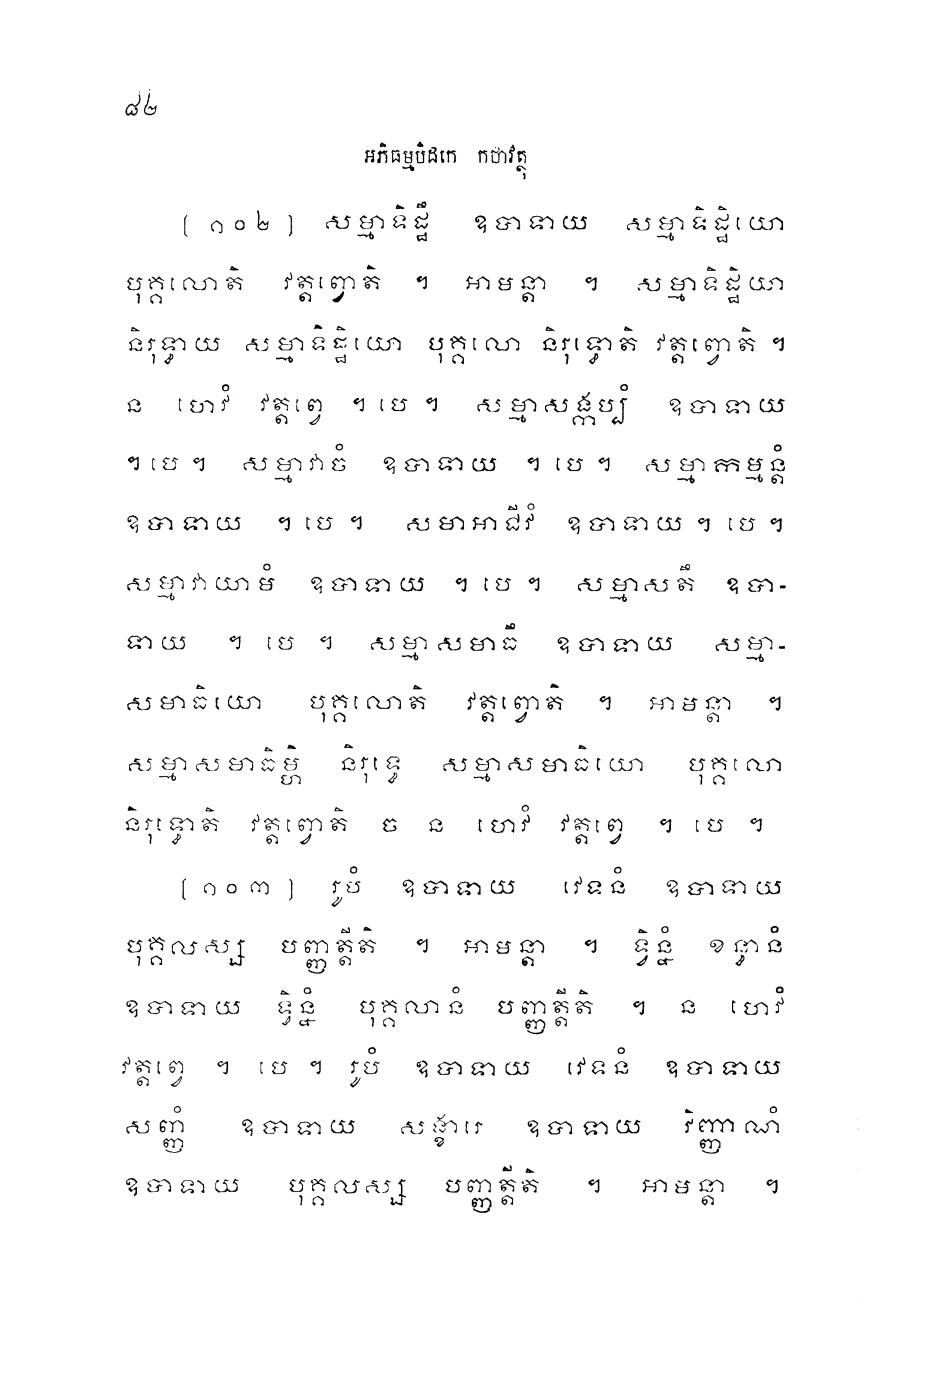 ៨២
អភិធម្មបិដកេ កថាវត្ថុ
[១០២] សម្មាទិដ្ឋឹ ឧបាទាយ សម្មាទិដ្ឋិយោ
បុគ្គលោតិ វត្តព្វោតិ ។ អាមន្តា ។ សម្មាទិដ្ឋិយា
និរុទ្ធាយ សម្មាទិដ្ឋិយោ បុគ្គលោ និរុទ្ធោតិ វត្តព្វោតិ ។
ន ហេវំ វត្តព្វេ ។ បេ ។ សម្មាសង្កប្បំ ឧបាទាយ
។ បេ ។ សម្មាវាចំ ឧបាទាយ ។ បេ ។ សម្មាកម្មន្តំ
ឧបាទាយ ។ បេ ។ សមាអាជីវំ ឧបាទាយ ។ បេ ។
សម្មាវាយាមំ ឧបាទាយ ។ បេ ។ សម្មាសតឹ ឧបា-
ទាយ ។ បេ ។ សម្មាសមាធឹ ឧបាទាយ សម្មា-
សមាធិយោ បុគ្គលោតិ វត្តព្វោតិ ។ អាមន្តា ។
សម្មាសមាធិម្ហិ និរុទ្ធេ សម្មាសមាធិយោ បុគ្គលោ
និរុទ្ធោតិ វត្តព្វោតិ ច ន ហេវំ វត្តព្វេ ។ បេ ។
[១០៣] រូបំ ឧបាទាយ វេទនំ ឧបាទាយ
បុគ្គលស្ស បញ្ញត្តីតិ ។ អាមន្តា ។ ទ្វិន្នំ ខន្ធានំ
ឧបាទាយ ទ្វិន្នំ បុគ្គលានំ បញ្ញត្តីតិ ។ ន ហេវំ
វត្តព្វេ ។ បេ ។ រូបំ ឧបាទាយ វេទនំ ឧបាទាយ
សញ្ញំ ឧបាទាយ សង្ខារេ ឧបាទាយ វិញ្ញាណំ
ឧបាទាយ បុគ្គលស្ស បញ្ញត្តីតិ ។ អាមន្តា ។